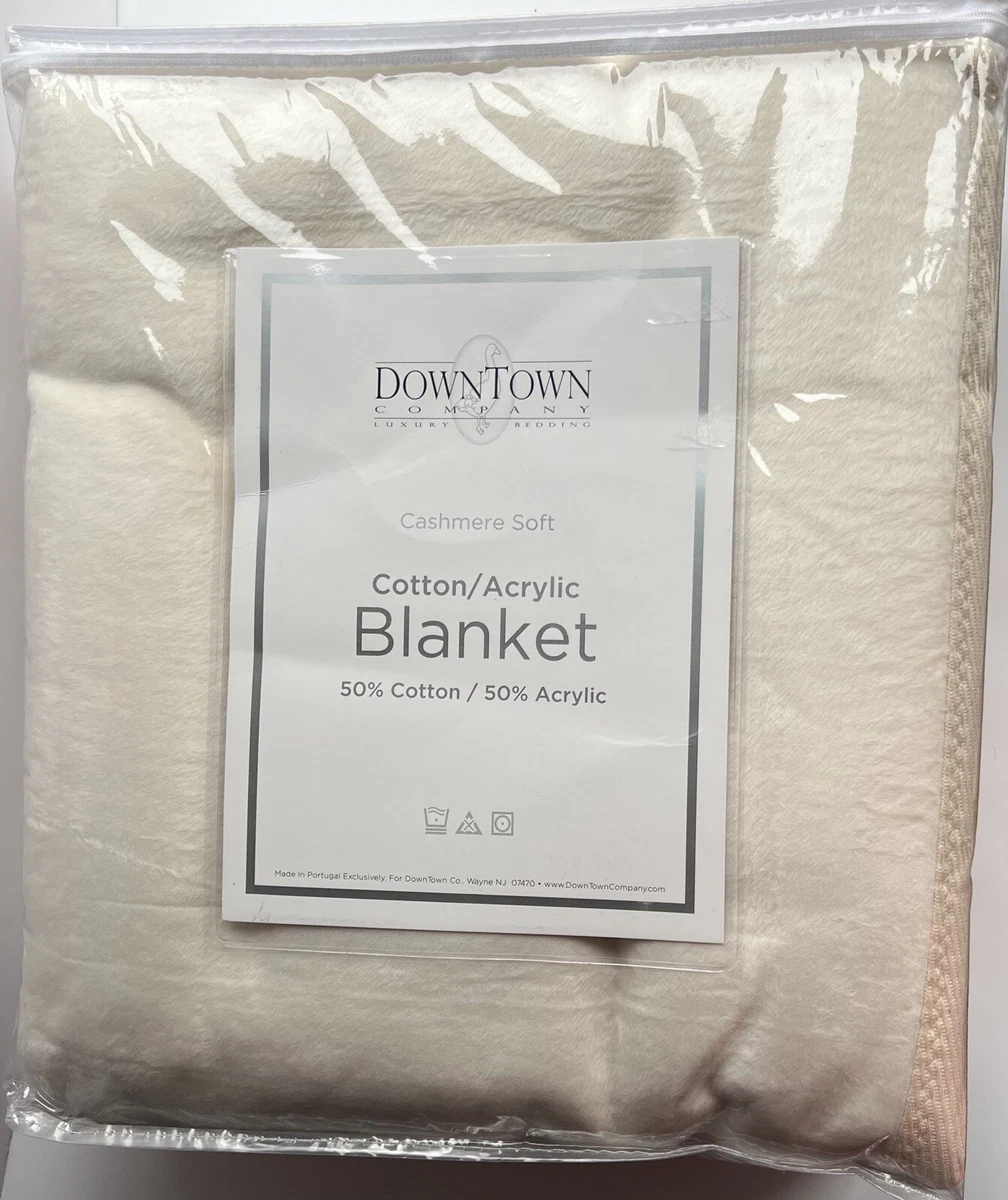 DOWNTOWN
COMPANY
LUXURY BEDDING
Cashmere Soft
Cotton/Acrylic
Blanket
50% Cotton / 50% Acrylic
Made In Portugal Exclusively. For DownTown Co., Wayne NJ 07470 • www.DownTownCompany.com